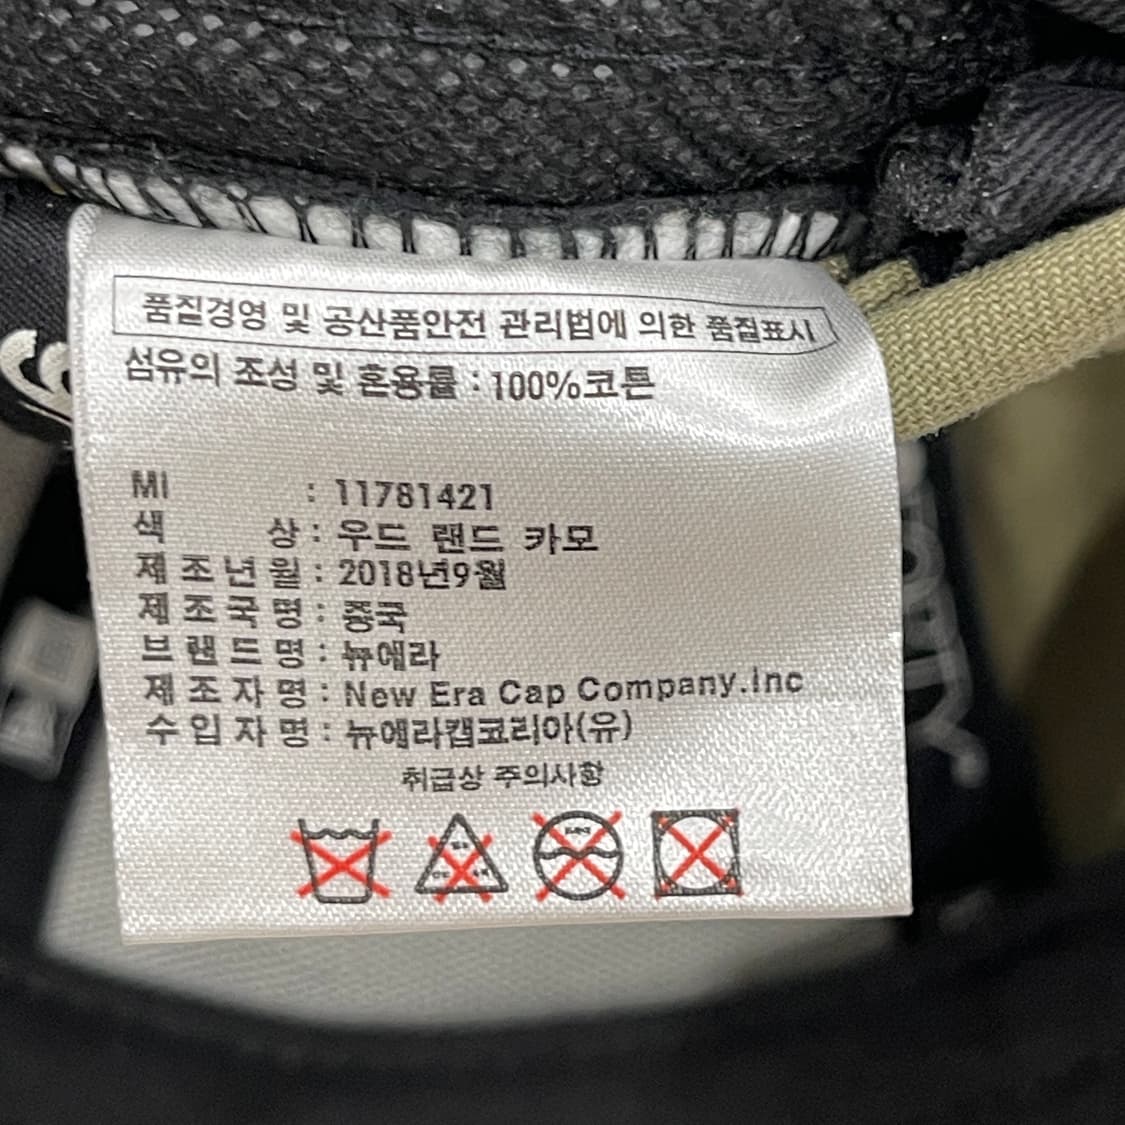 품질경영 및 공산품안전 관리법에 의한 품질표시
섬유의 조성 및 혼용률 : 100%코튼
MI : 11781421
색 상 : 우드 랜드 카모
제조년월 : 2018년9월
제조국명 : 중국
브랜드명 : 뉴에라
제조자명 : New Era Cap Company.Inc
수입자명 : 뉴에라캡코리아(유)
취급상 주의사항